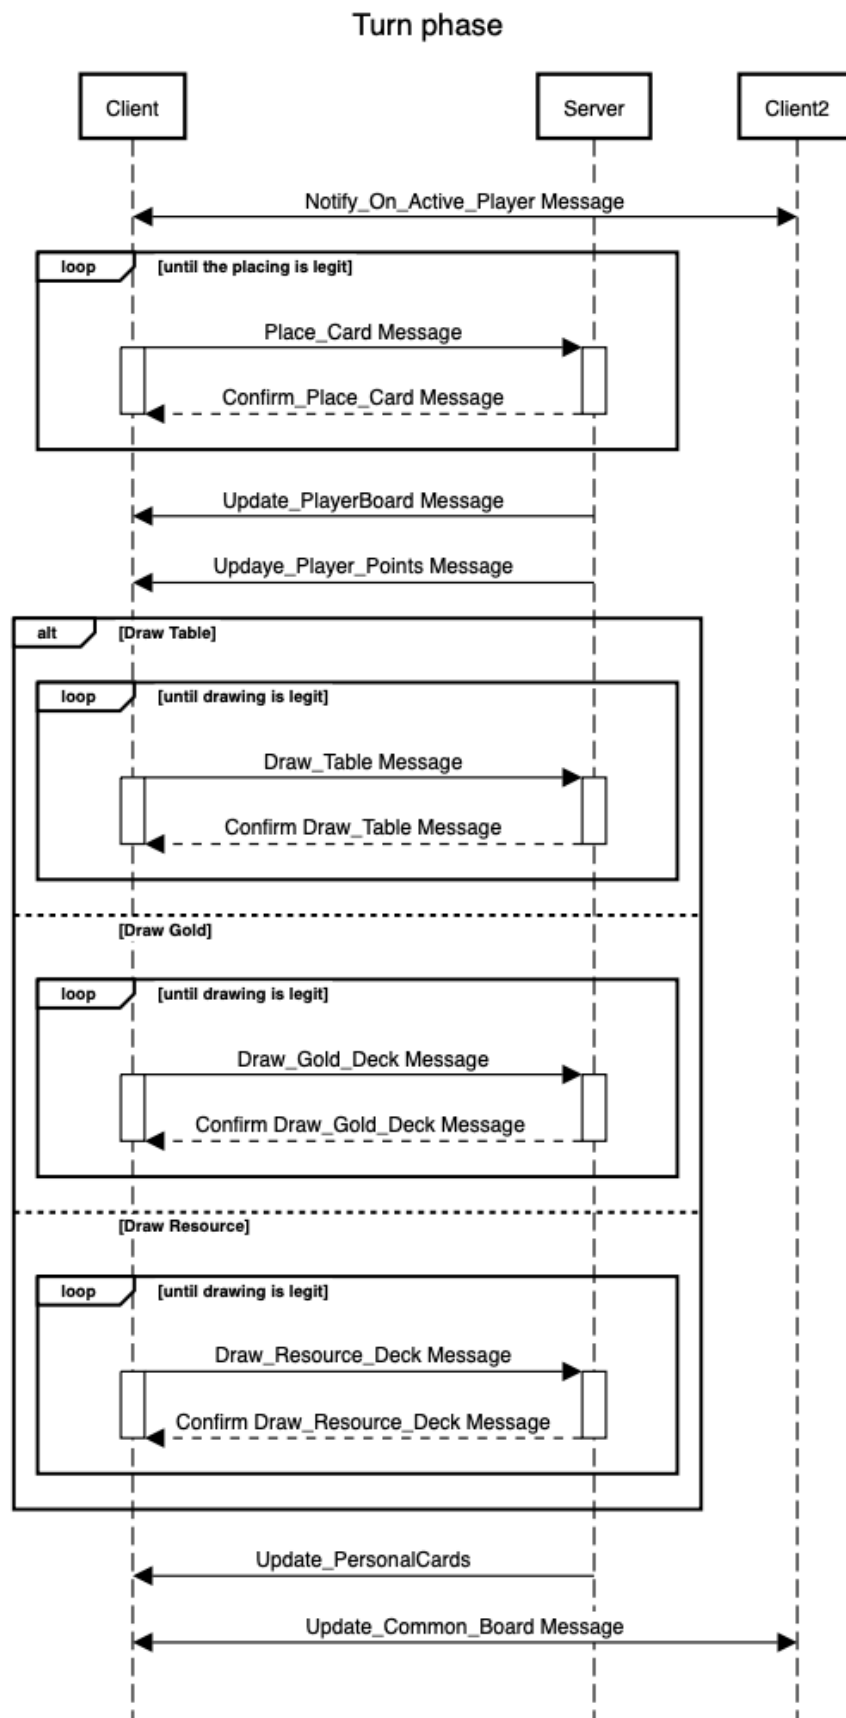 Turn phase
Client
Server
Client2
Notify_On_Active_Player Message
loop
[until the placing is legit]
Place_Card Message
Confirm_Place_Card Message
Update_PlayerBoard Message
Updaye_Player_Points Message
alt
[Draw Table]
loop
[until drawing is legit]
Draw_Table Message
Confirm Draw_Table Message
[Draw Gold]
loop
[until drawing is legit]
Draw_Gold_Deck Message
Confirm Draw_Gold_Deck Message
[Draw Resource]
loop
[until drawing is legit]
Draw_Resource_Deck Message
Confirm Draw_Resource_Deck Message
Update_PersonalCards
Update_Common_Board Message